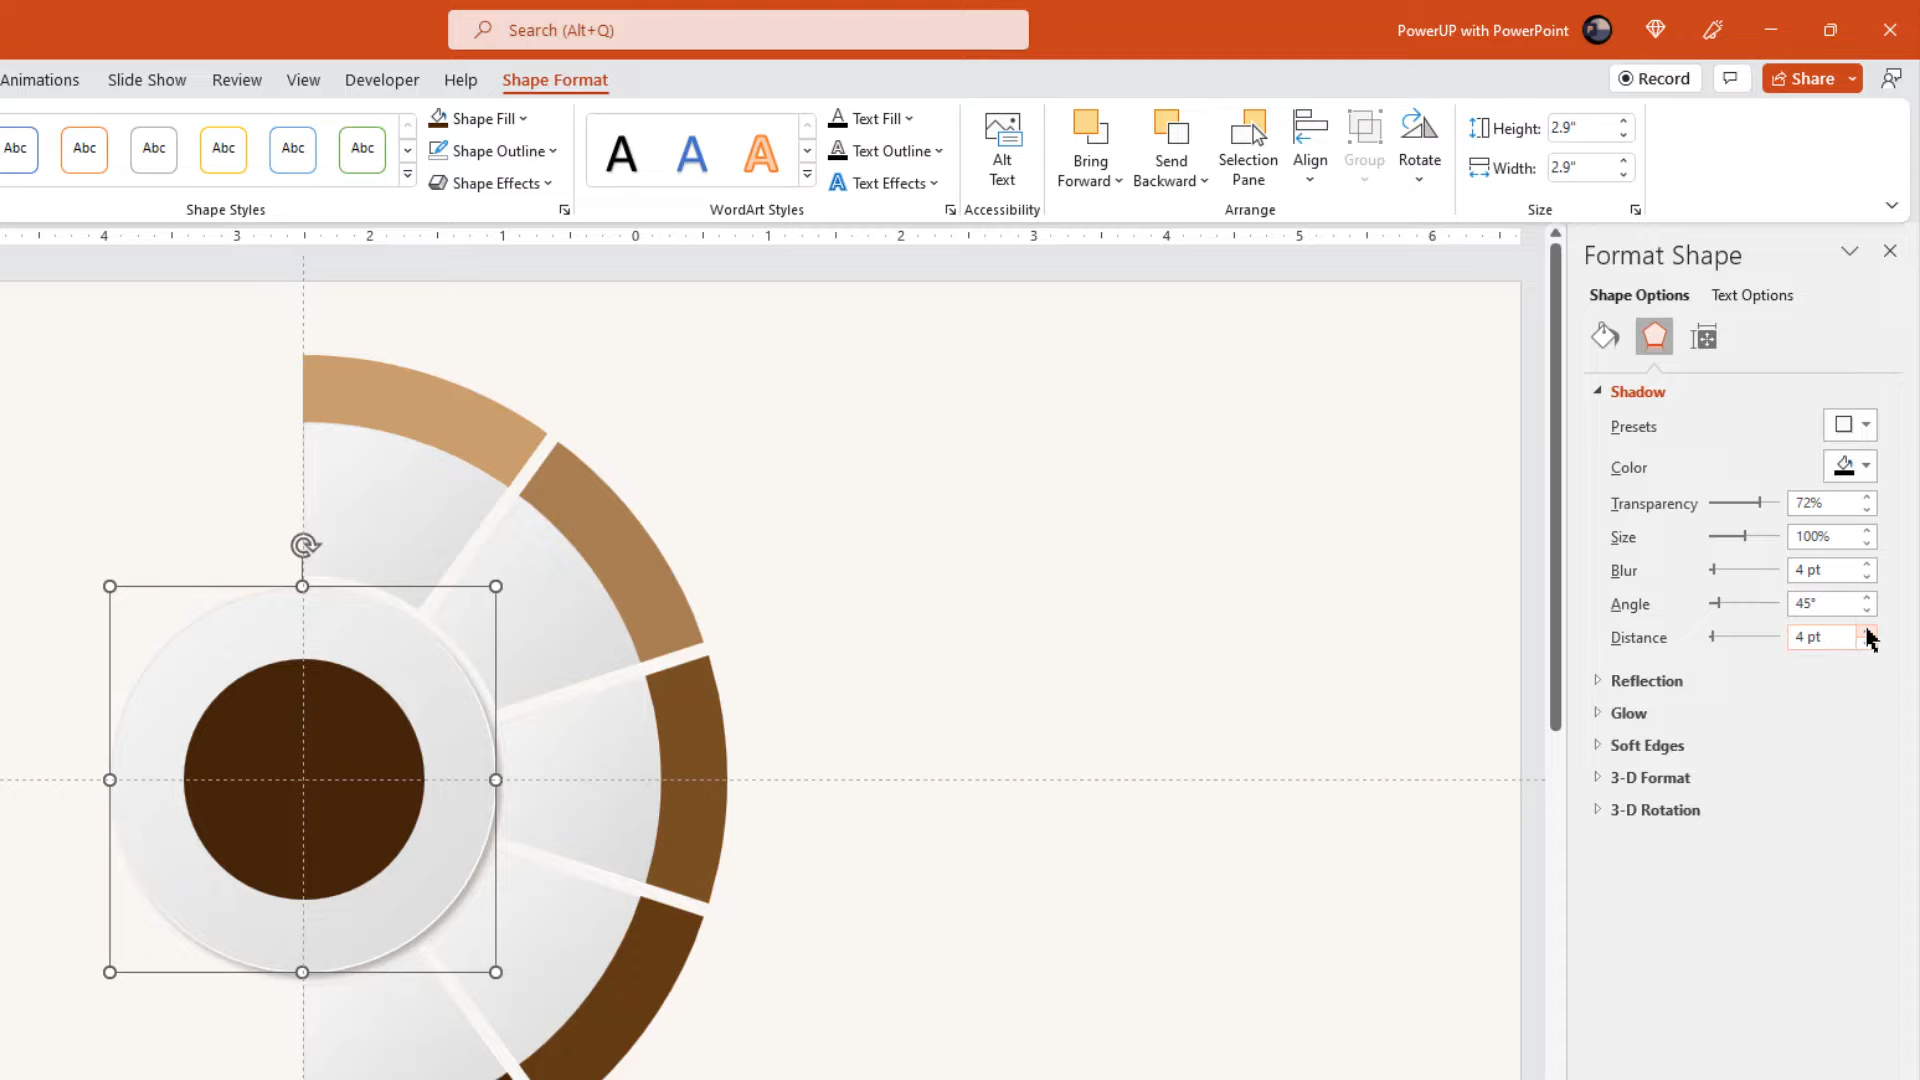 Search (Alt+Q)
PowerUP with PowerPoint
Animations Slide Show Review View Developer Help Shape Format
Record
Share
Abc Abc Abc Abc Abc Abc
Shape Fill
Shape Outline
Shape Effects
Shape Styles
A A A
Text Fill
Text Outline
Text Effects
WordArt Styles
Alt
Text
Accessibility
Bring
Forward
Send
Backward
Selection
Pane
Align
Group
Rotate
Arrange
Height: 2.9"
Width: 2.9"
Size
4 3 2 1 0 1 2 3 4 5 6
Format Shape
Shape Options Text Options
Shadow
Presets
Color
Transparency 72%
Size 100%
Blur 4 pt
Angle 45°
Distance 4 pt
Reflection
Glow
Soft Edges
3-D Format
3-D Rotation